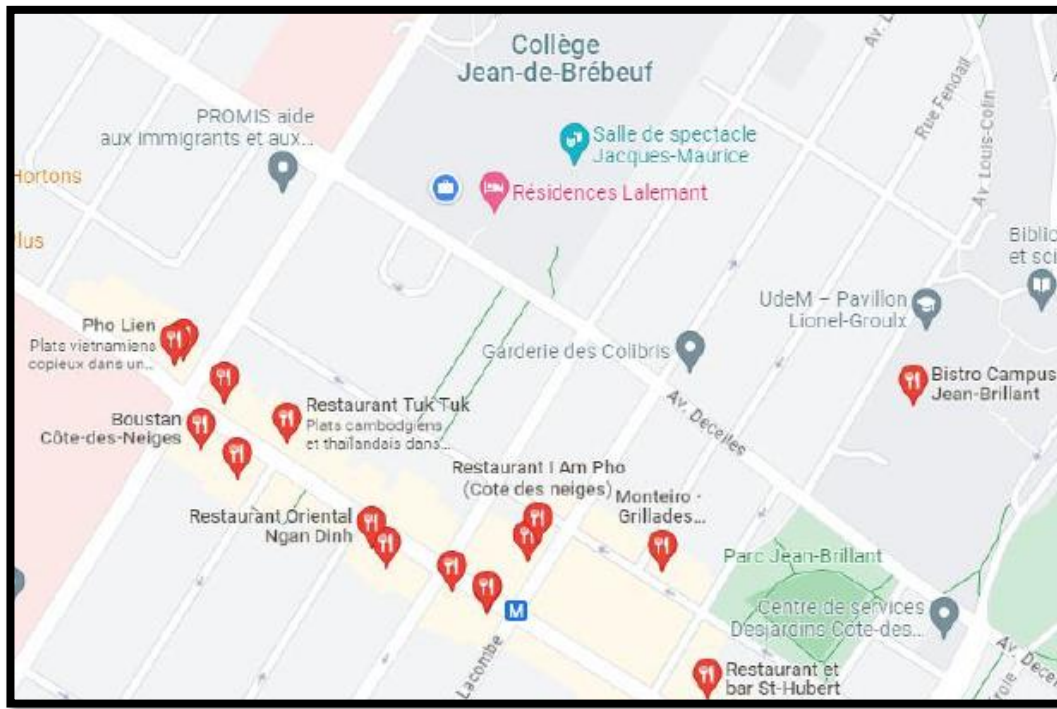 Collège
Jean-de-Brébeuf
Av. L
Rue Fendall
Av. Louis-Colin
PROMIS aide
aux immigrants et aux...
Salle de spectacle
Jacques-Maurice
Hortons
Résidences Lalemant
lus
Biblio
et sci
UdeM – Pavillon
Lionel-Groulx
Pho Lien
Plats vietnamiens
copieux dans un...
Garderie des Colibris
Bistro Campus
Jean-Brillant
Restaurant Tuk Tuk
Plats cambodgiens
et thaïlandais dans...
Boustan
Côte-des-Neiges
Av. Decelles
Restaurant I Am Pho
(Cote des neiges)
Monteiro ·
Grillades...
Restaurant Oriental
Ngan Dinh
Parc Jean-Brillant
M
Centre de services
Desjardins Côte-des...
Av. Dece
Lacombe
Restaurant et
bar St-Hubert